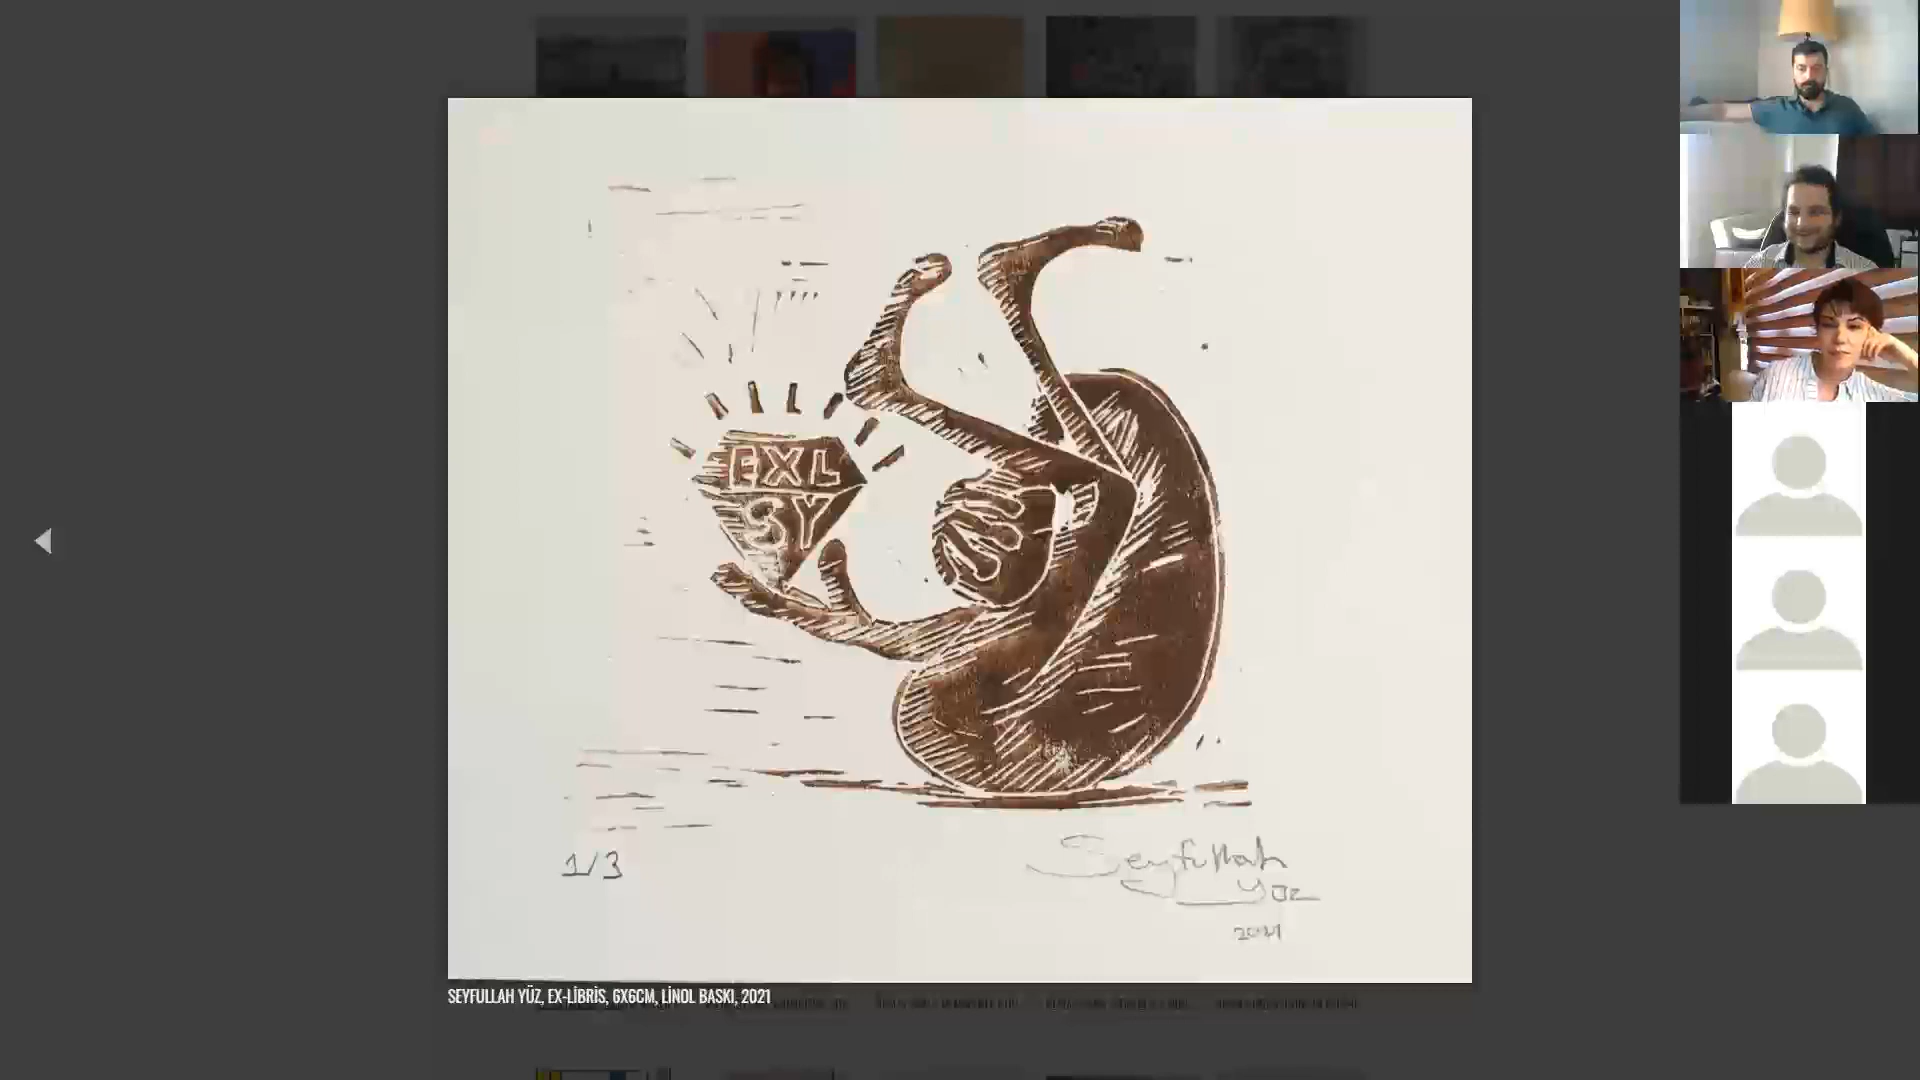 EXL
SY
1/3
Seyfullah
Yüz
2021
SEYFULLAH YÜZ, EX-LİBRİS, 6X6CM, LİNOL BASKI, 2021